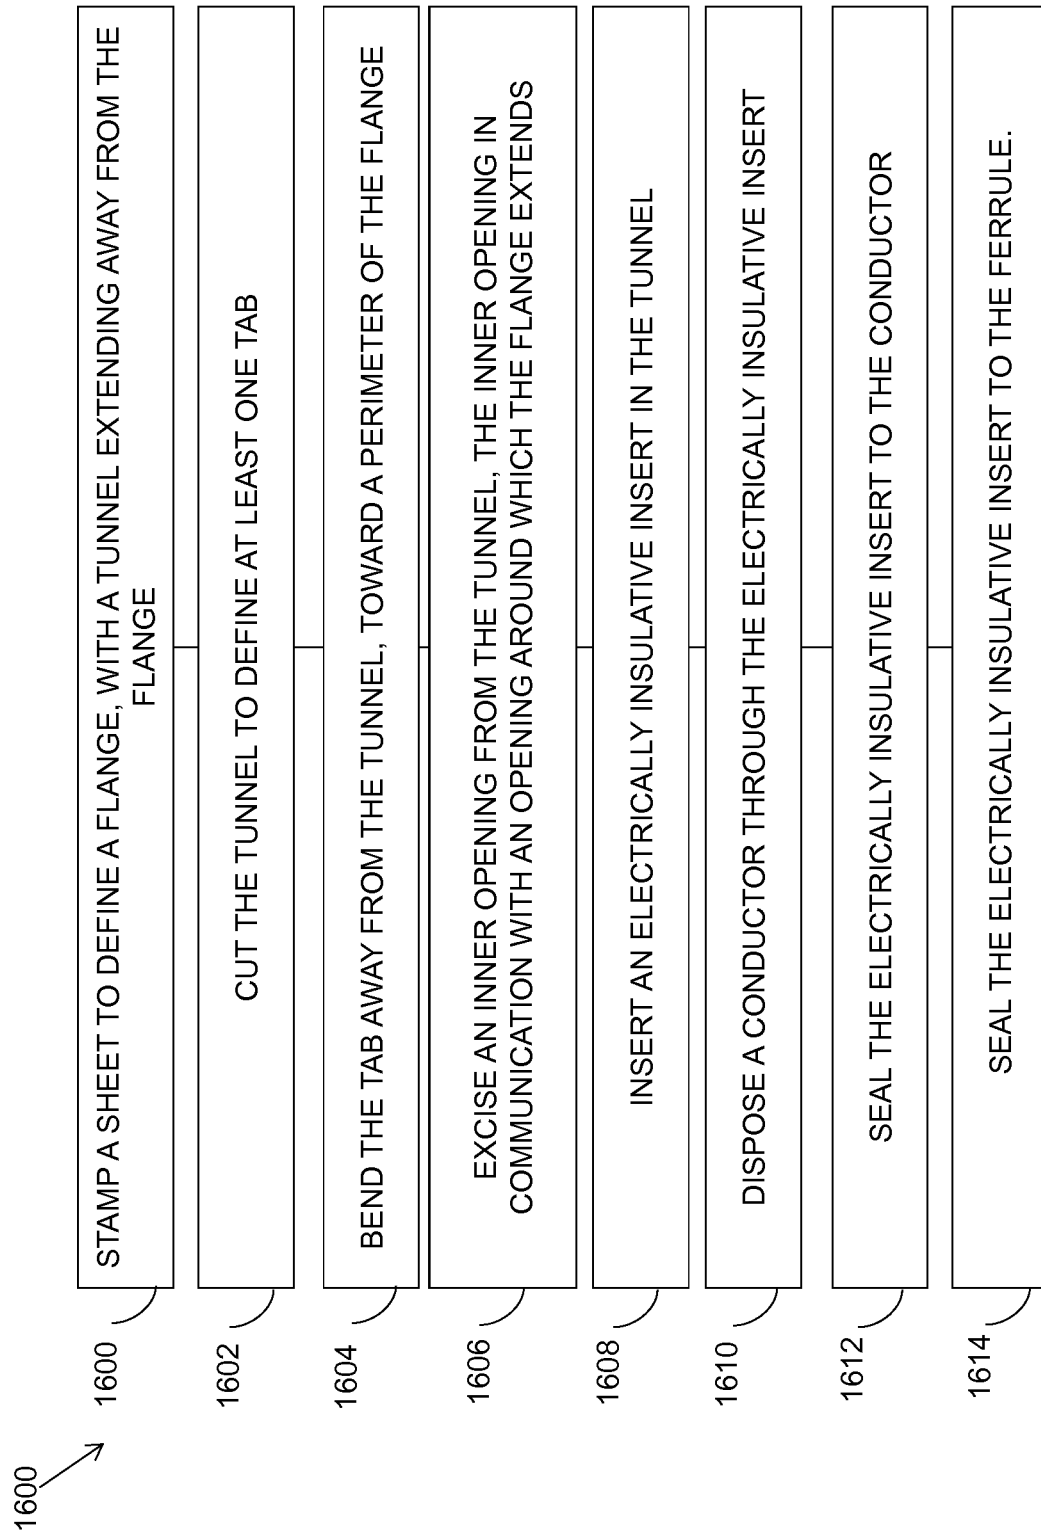 1600
1600
STAMP A SHEET TO DEFINE A FLANGE, WITH A TUNNEL EXTENDING AWAY FROM THE
FLANGE
1602
CUT THE TUNNEL TO DEFINE AT LEAST ONE TAB
1604
BEND THE TAB AWAY FROM THE TUNNEL, TOWARD A PERIMETER OF THE FLANGE
1606
EXCISE AN INNER OPENING FROM THE TUNNEL, THE INNER OPENING IN
COMMUNICATION WITH AN OPENING AROUND WHICH THE FLANGE EXTENDS
1608
INSERT AN ELECTRICALLY INSULATIVE INSERT IN THE TUNNEL
1610
DISPOSE A CONDUCTOR THROUGH THE ELECTRICALLY INSULATIVE INSERT
1612
SEAL THE ELECTRICALLY INSULATIVE INSERT TO THE CONDUCTOR
1614
SEAL THE ELECTRICALLY INSULATIVE INSERT TO THE FERRULE.